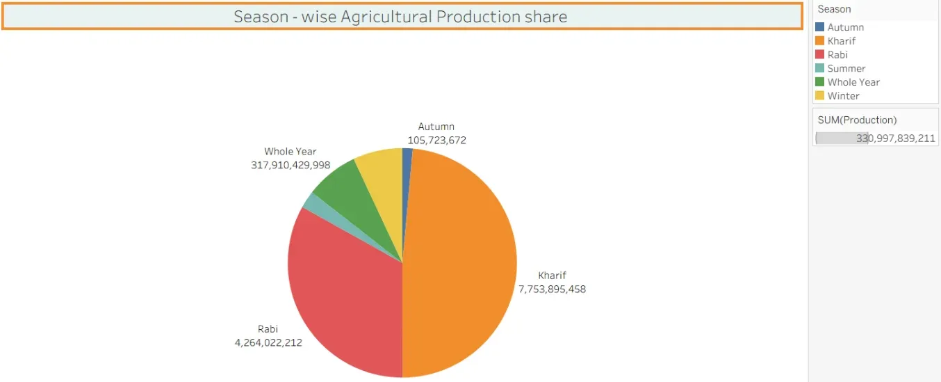 Season - wise Agricultural Production share
Season
Autumn
Kharif
Rabi
Summer
Whole Year
Winter
SUM(Production)
330,997,839,211
Autumn
105,723,672
Whole Year
317,910,429,998
Kharif
7,753,895,458
Rabi
4,264,022,212